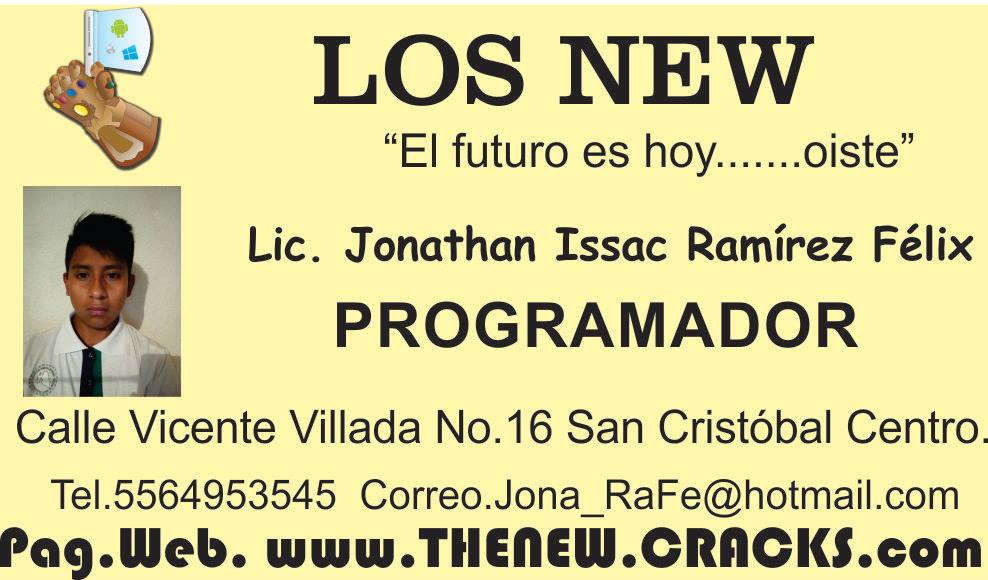 LOS NEW
“El futuro es hoy.......oiste”
Lic. Jonathan Issac Ramírez Félix
PROGRAMADOR
Calle Vicente Villada No.16 San Cristóbal Centro.
Tel.5564953545 Correo.Jona_RaFe@hotmail.com
Pag.Web. www.THENEW.CRACKS.com